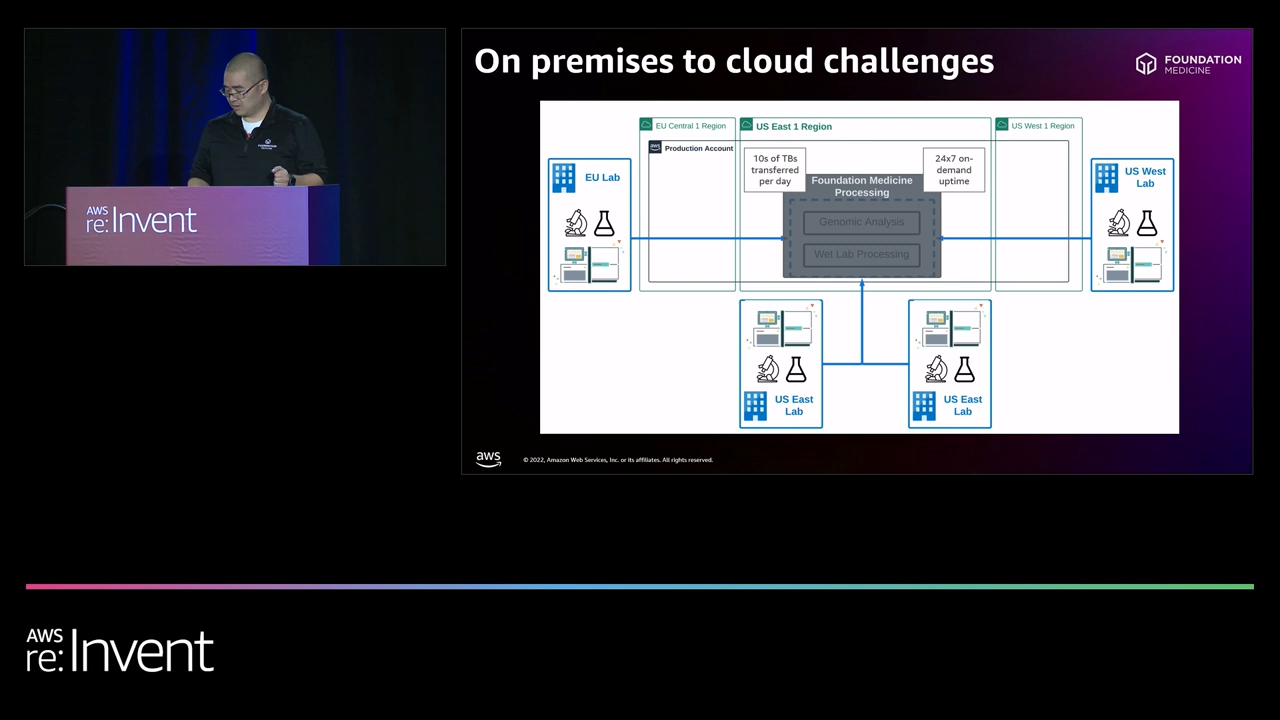 On premises to cloud challenges
FOUNDATION
MEDICINE
EU Central 1 Region
US East 1 Region
US West 1 Region
aws
Production Account
10s of TBs
transferred
per day
24x7 on-
demand
uptime
Foundation Medicine
Processing
Genomic Analysis
Wet Lab Processing
EU Lab
US West
Lab
US East
Lab
US East
Lab
aws
© 2022, Amazon Web Services, Inc. or its affiliates. All rights reserved.
AWS
re:Invent
AWS
re:Invent